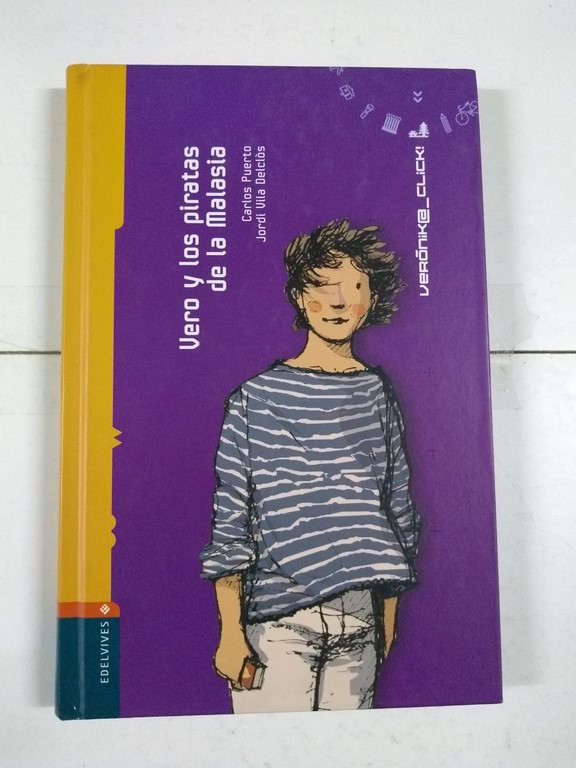 Vero y los piratas
de la Malasia
Carlos Puerto
Jordi Vila Delclòs
VERÓNIK@_CLICK!
EDELVIVES